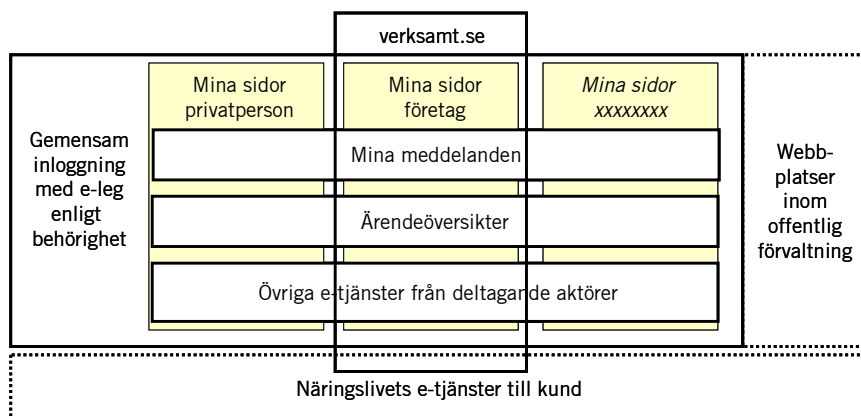 verksamt.se
Mina sidor
privatperson
Mina sidor
företag
Mina sidor
xxxxxxxx
Gemensam
inloggning
med e-leg
enligt
behörighet
Mina meddelanden
Ärendeöversikter
Övriga e-tjänster från deltagande aktörer
Webb-
platser
inom
offentlig
förvaltning
Näringslivets e-tjänster till kund